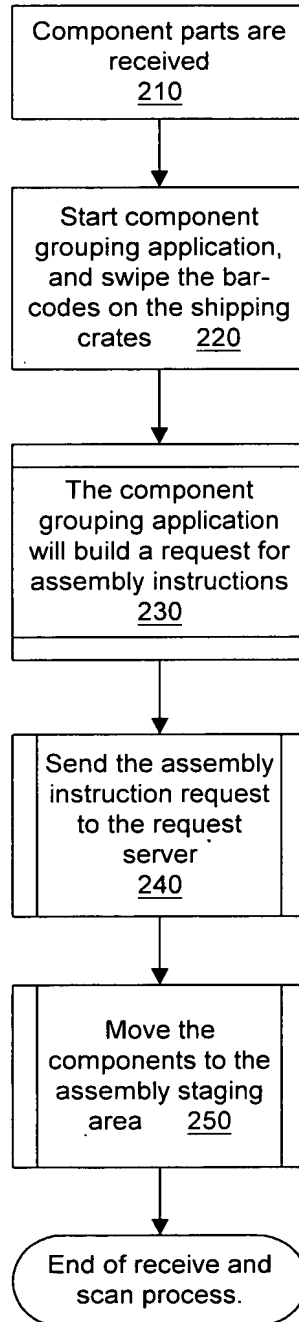 Component parts are
received
210
Start component
grouping application,
and swipe the bar-
codes on the shipping
crates 220
The component
grouping application
will build a request for
assembly instructions
230
Send the assembly
instruction request
to the request
server
240
Move the
components to the
assembly staging
area 250
End of receive and
scan process.